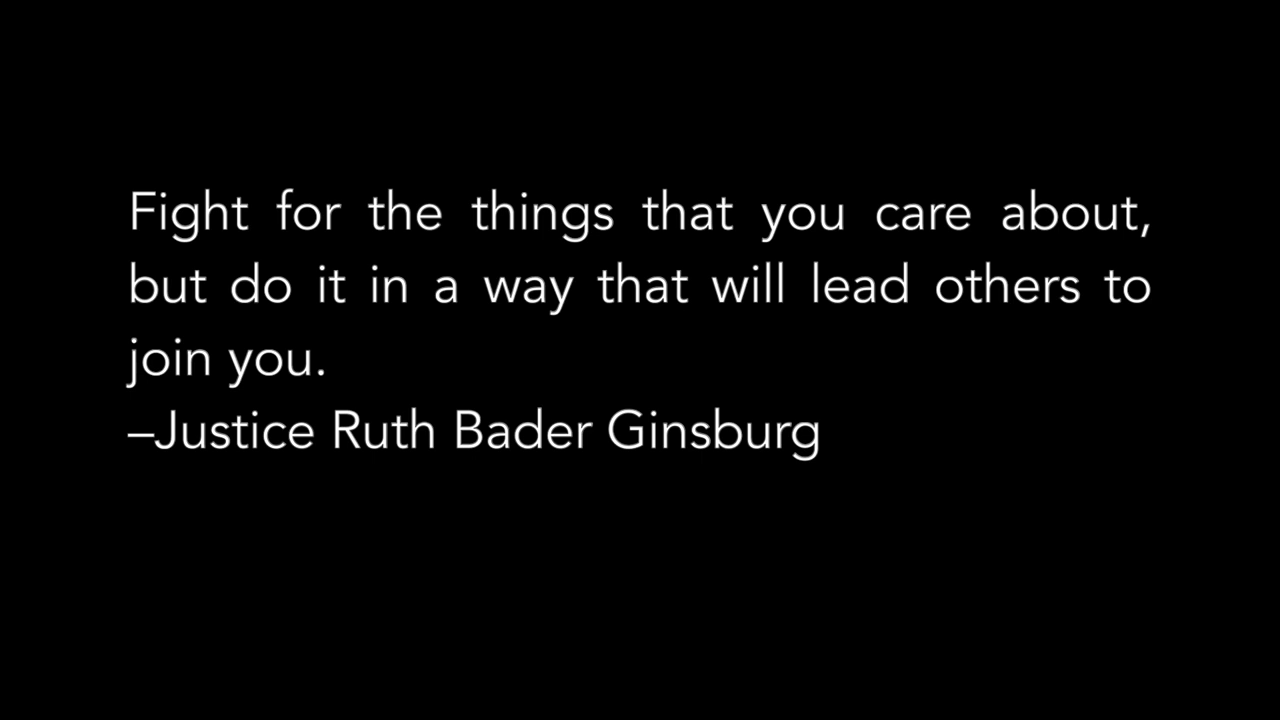 Fight for the things that you care about,
but do it in a way that will lead others to
join you.
–Justice Ruth Bader Ginsburg